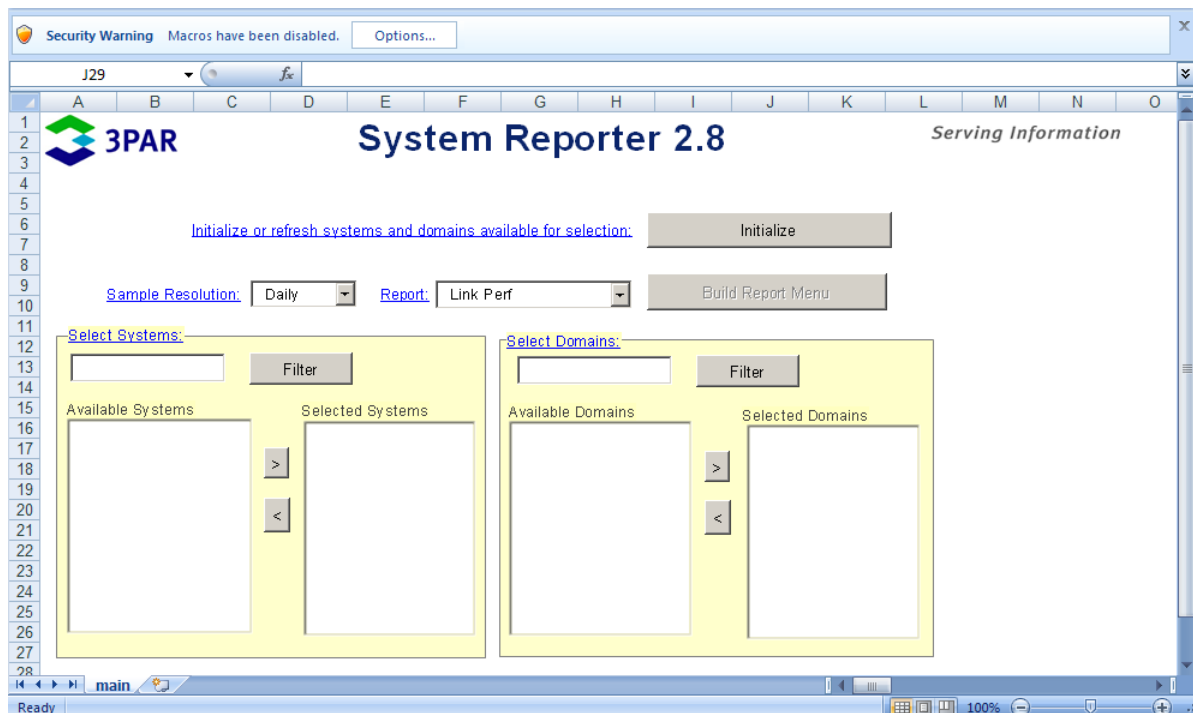 Security Warning Macros have been disabled. Options...
J29 fx
A B C D E F G H I J K L M N O
1
2
3
4
5
6
7
8
9
10
11
12
13
14
15
16
17
18
19
20
21
22
23
24
25
26
27
28
3PAR System Reporter 2.8 Serving Information
Initialize or refresh systems and domains available for selection: Initialize
Sample Resolution: Daily Report: Link Perf Build Report Menu
Select Systems: Select Domains:
Filter Filter
Available Systems Selected Systems Available Domains Selected Domains
> >
< <
main
Ready 100%